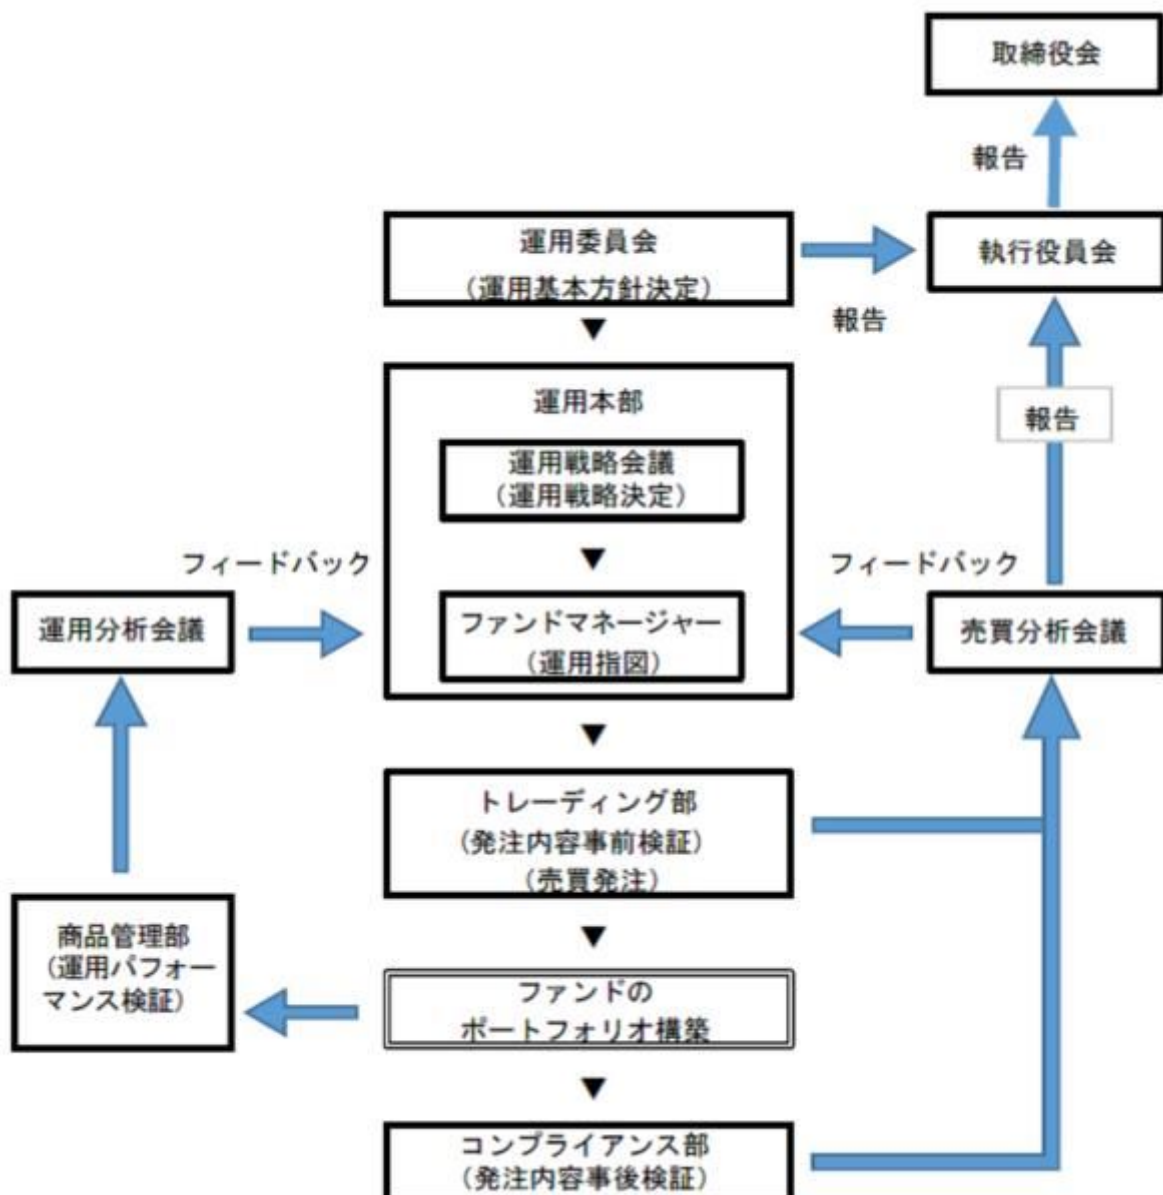 取締役会
報告
運用委員会
（運用基本方針決定）
執行役員会
報告
▼
運用本部
報告
運用戦略会議
（運用戦略決定）
▼
フィードバック
フィードバック
運用分析会議
ファンドマネージャー
（運用指図）
売買分析会議
▼
トレーディング部
（発注内容事前検証）
（売買発注）
▼
商品管理部
（運用パフォー
マンス検証）
ファンドの
ポートフォリオ構築
▼
コンプライアンス部
（発注内容事後検証）